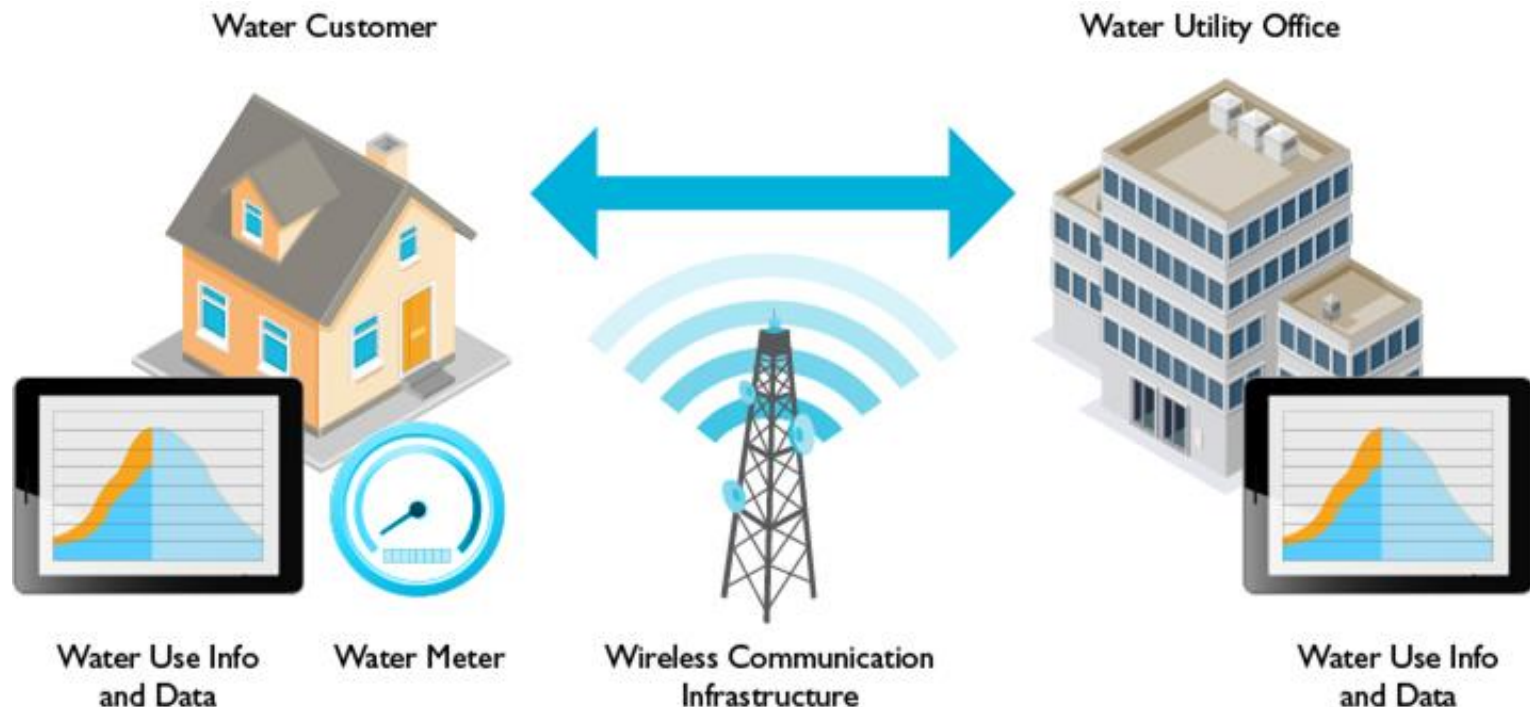 Water Customer
Water Utility Office
Water Use Info
and Data
Water Meter
Wireless Communication
Infrastructure
Water Use Info
and Data